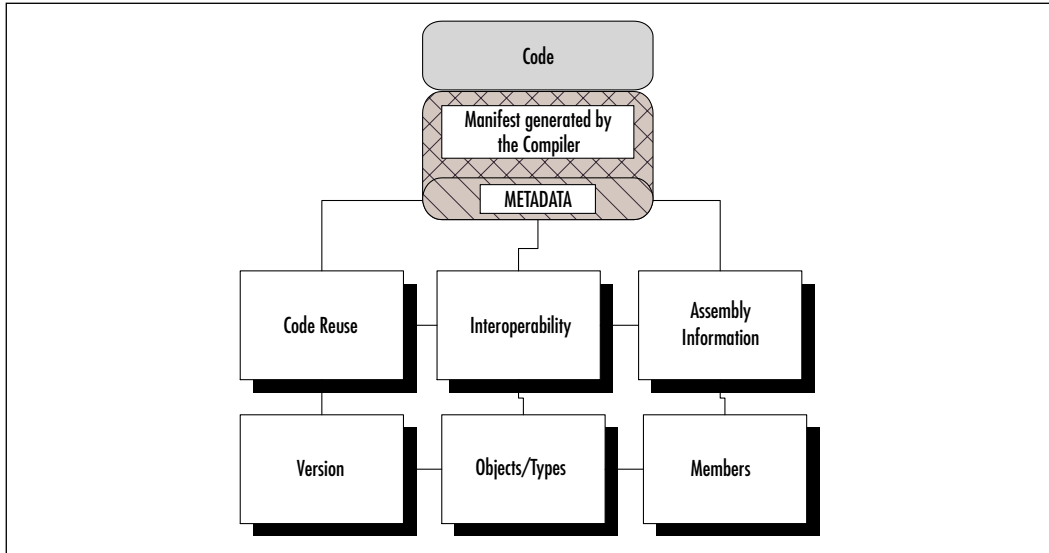 Code
Manifest generated by
the Compiler
METADATA
Code Reuse
Interoperability
Assembly
Information
Version
Objects/Types
Members